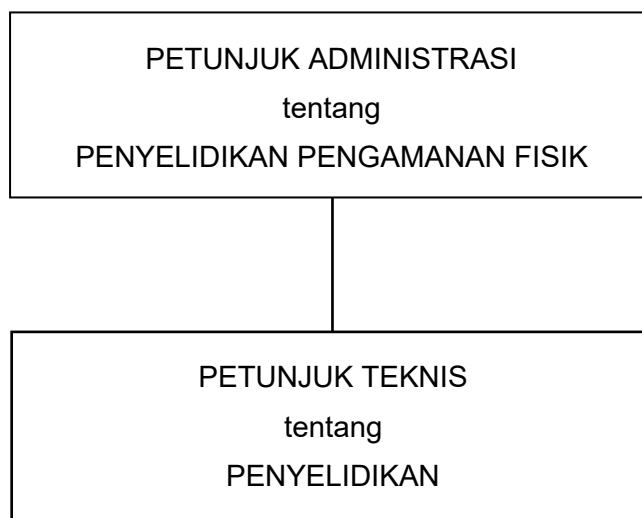 PETUNJUK ADMINISTRASI
tentang
PENYELIDIKAN PENGAMANAN FISIK
PETUNJUK TEKNIS
tentang
PENYELIDIKAN